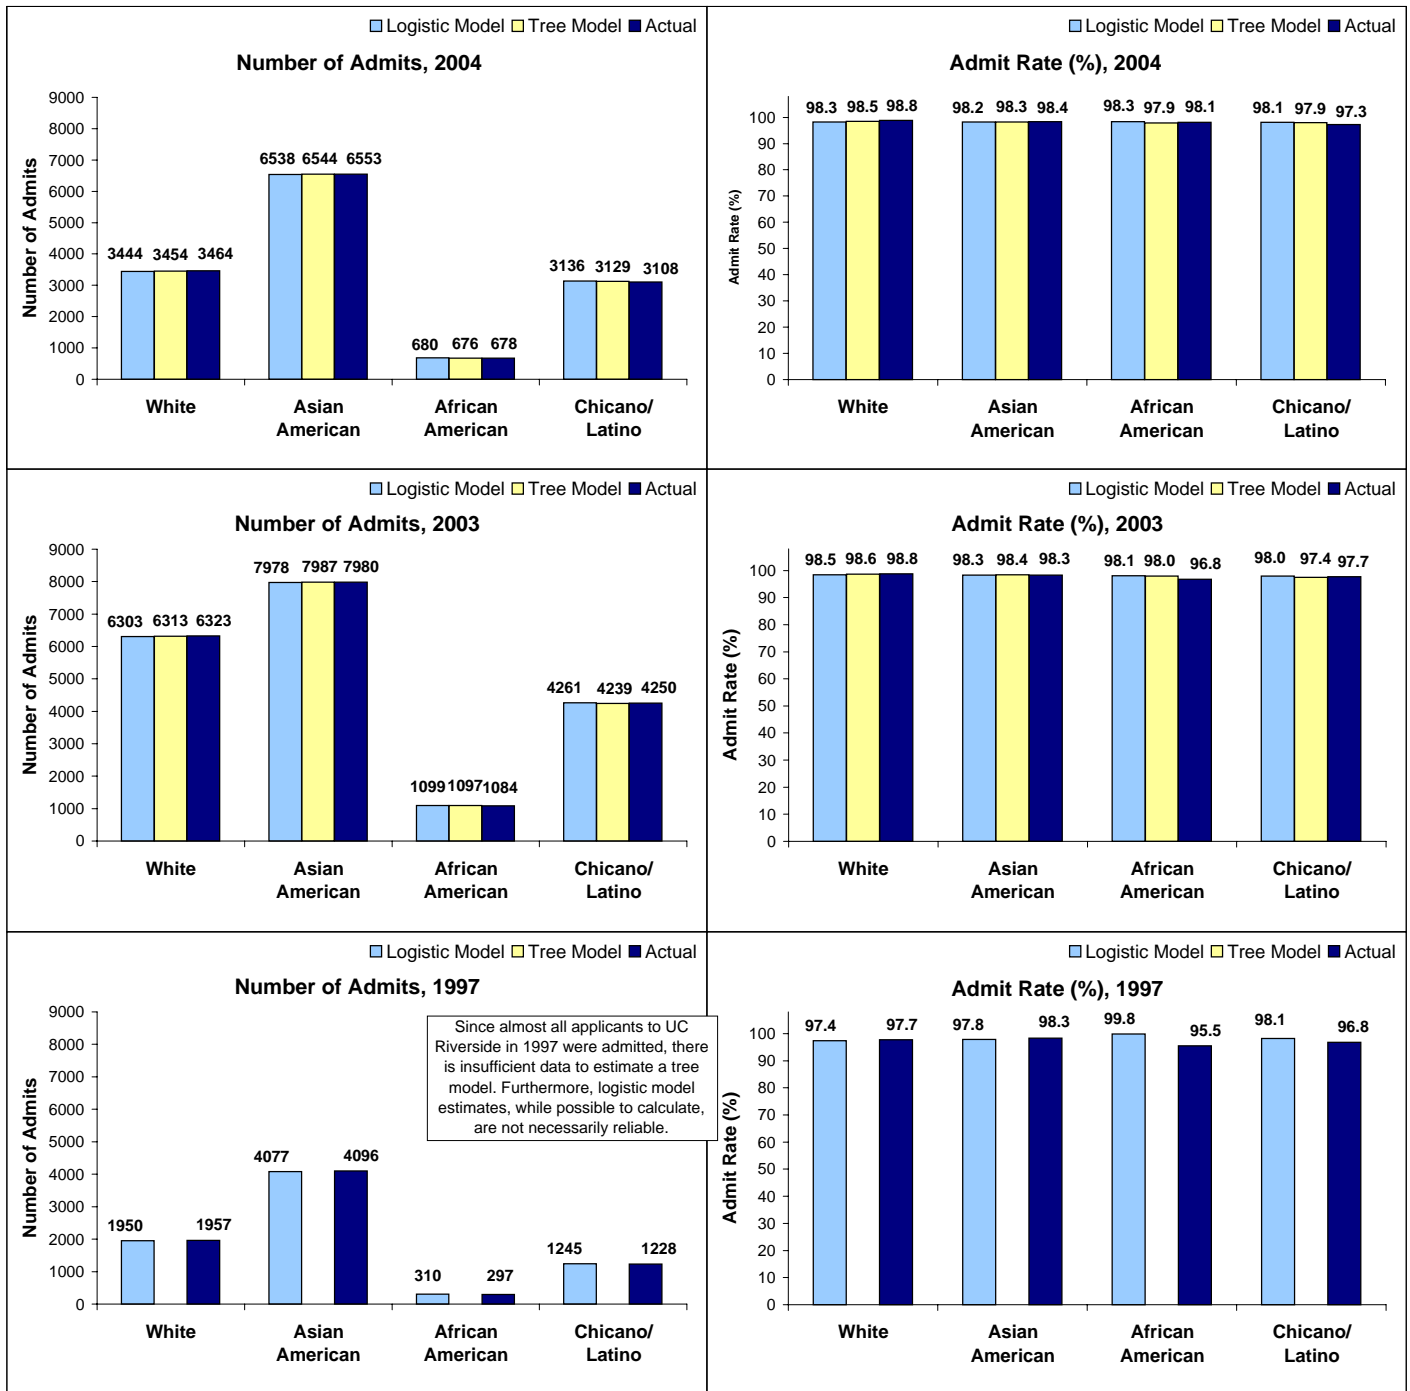 Logistic Model Tree Model Actual
Number of Admits, 2004
Number of Admits
9000
8000
7000
6000
5000
4000
3000
2000
1000
0
3444 3454 3464
6538 6544 6553
680 676 678
3136 3129 3108
White
Asian
American
African
American
Chicano/
Latino
Logistic Model Tree Model Actual
Admit Rate (%), 2004
Admit Rate (%)
100
90
80
70
60
50
40
30
20
10
0
98.3 98.5 98.8
98.2 98.3 98.4
98.3 97.9 98.1
98.1 97.9 97.3
White
Asian
American
African
American
Chicano/
Latino
Logistic Model Tree Model Actual
Number of Admits, 2003
Number of Admits
9000
8000
7000
6000
5000
4000
3000
2000
1000
0
6303 6313 6323
7978 7987 7980
1099 1097 1084
4261 4239 4250
White
Asian
American
African
American
Chicano/
Latino
Logistic Model Tree Model Actual
Admit Rate (%), 2003
Admit Rate (%)
100
90
80
70
60
50
40
30
20
10
0
98.5 98.6 98.8
98.3 98.4 98.3
98.1 98.0 96.8
98.0 97.4 97.7
White
Asian
American
African
American
Chicano/
Latino
Logistic Model Tree Model Actual
Number of Admits, 1997
Number of Admits
9000
8000
7000
6000
5000
4000
3000
2000
1000
0
Since almost all applicants to UC
Riverside in 1997 were admitted, there
is insufficient data to estimate a tree
model. Furthermore, logistic model
estimates, while possible to calculate,
are not necessarily reliable.
1950 1957
4077 4096
310 297
1245 1228
White
Asian
American
African
American
Chicano/
Latino
Logistic Model Tree Model Actual
Admit Rate (%), 1997
Admit Rate (%)
100
90
80
70
60
50
40
30
20
10
0
97.4 97.7
97.8 98.3
99.8 95.5
98.1 96.8
White
Asian
American
African
American
Chicano/
Latino